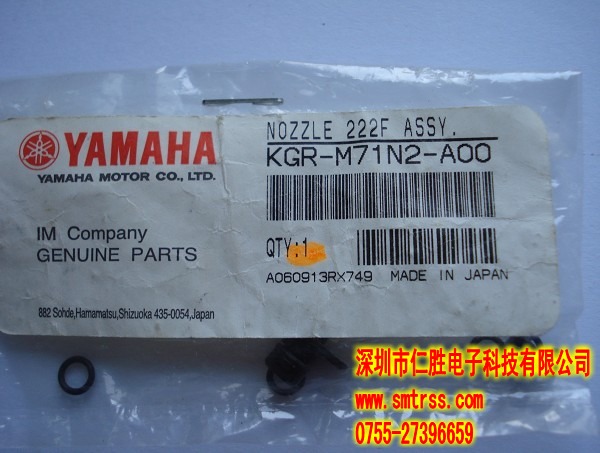 YAMAHA
YAMAHA MOTOR CO., LTD.
IM Company
GENUINE PARTS
882 Sohde,Hamamatsu,Shizuoka 435-0054,Japan
NOZZLE 222F ASSY.
KGR-M71N2-A00
QTY:1
A060913RX749 MADE IN JAPAN
深圳市仁胜电子科技有限公司
www.smtrss.com
0755-27396659